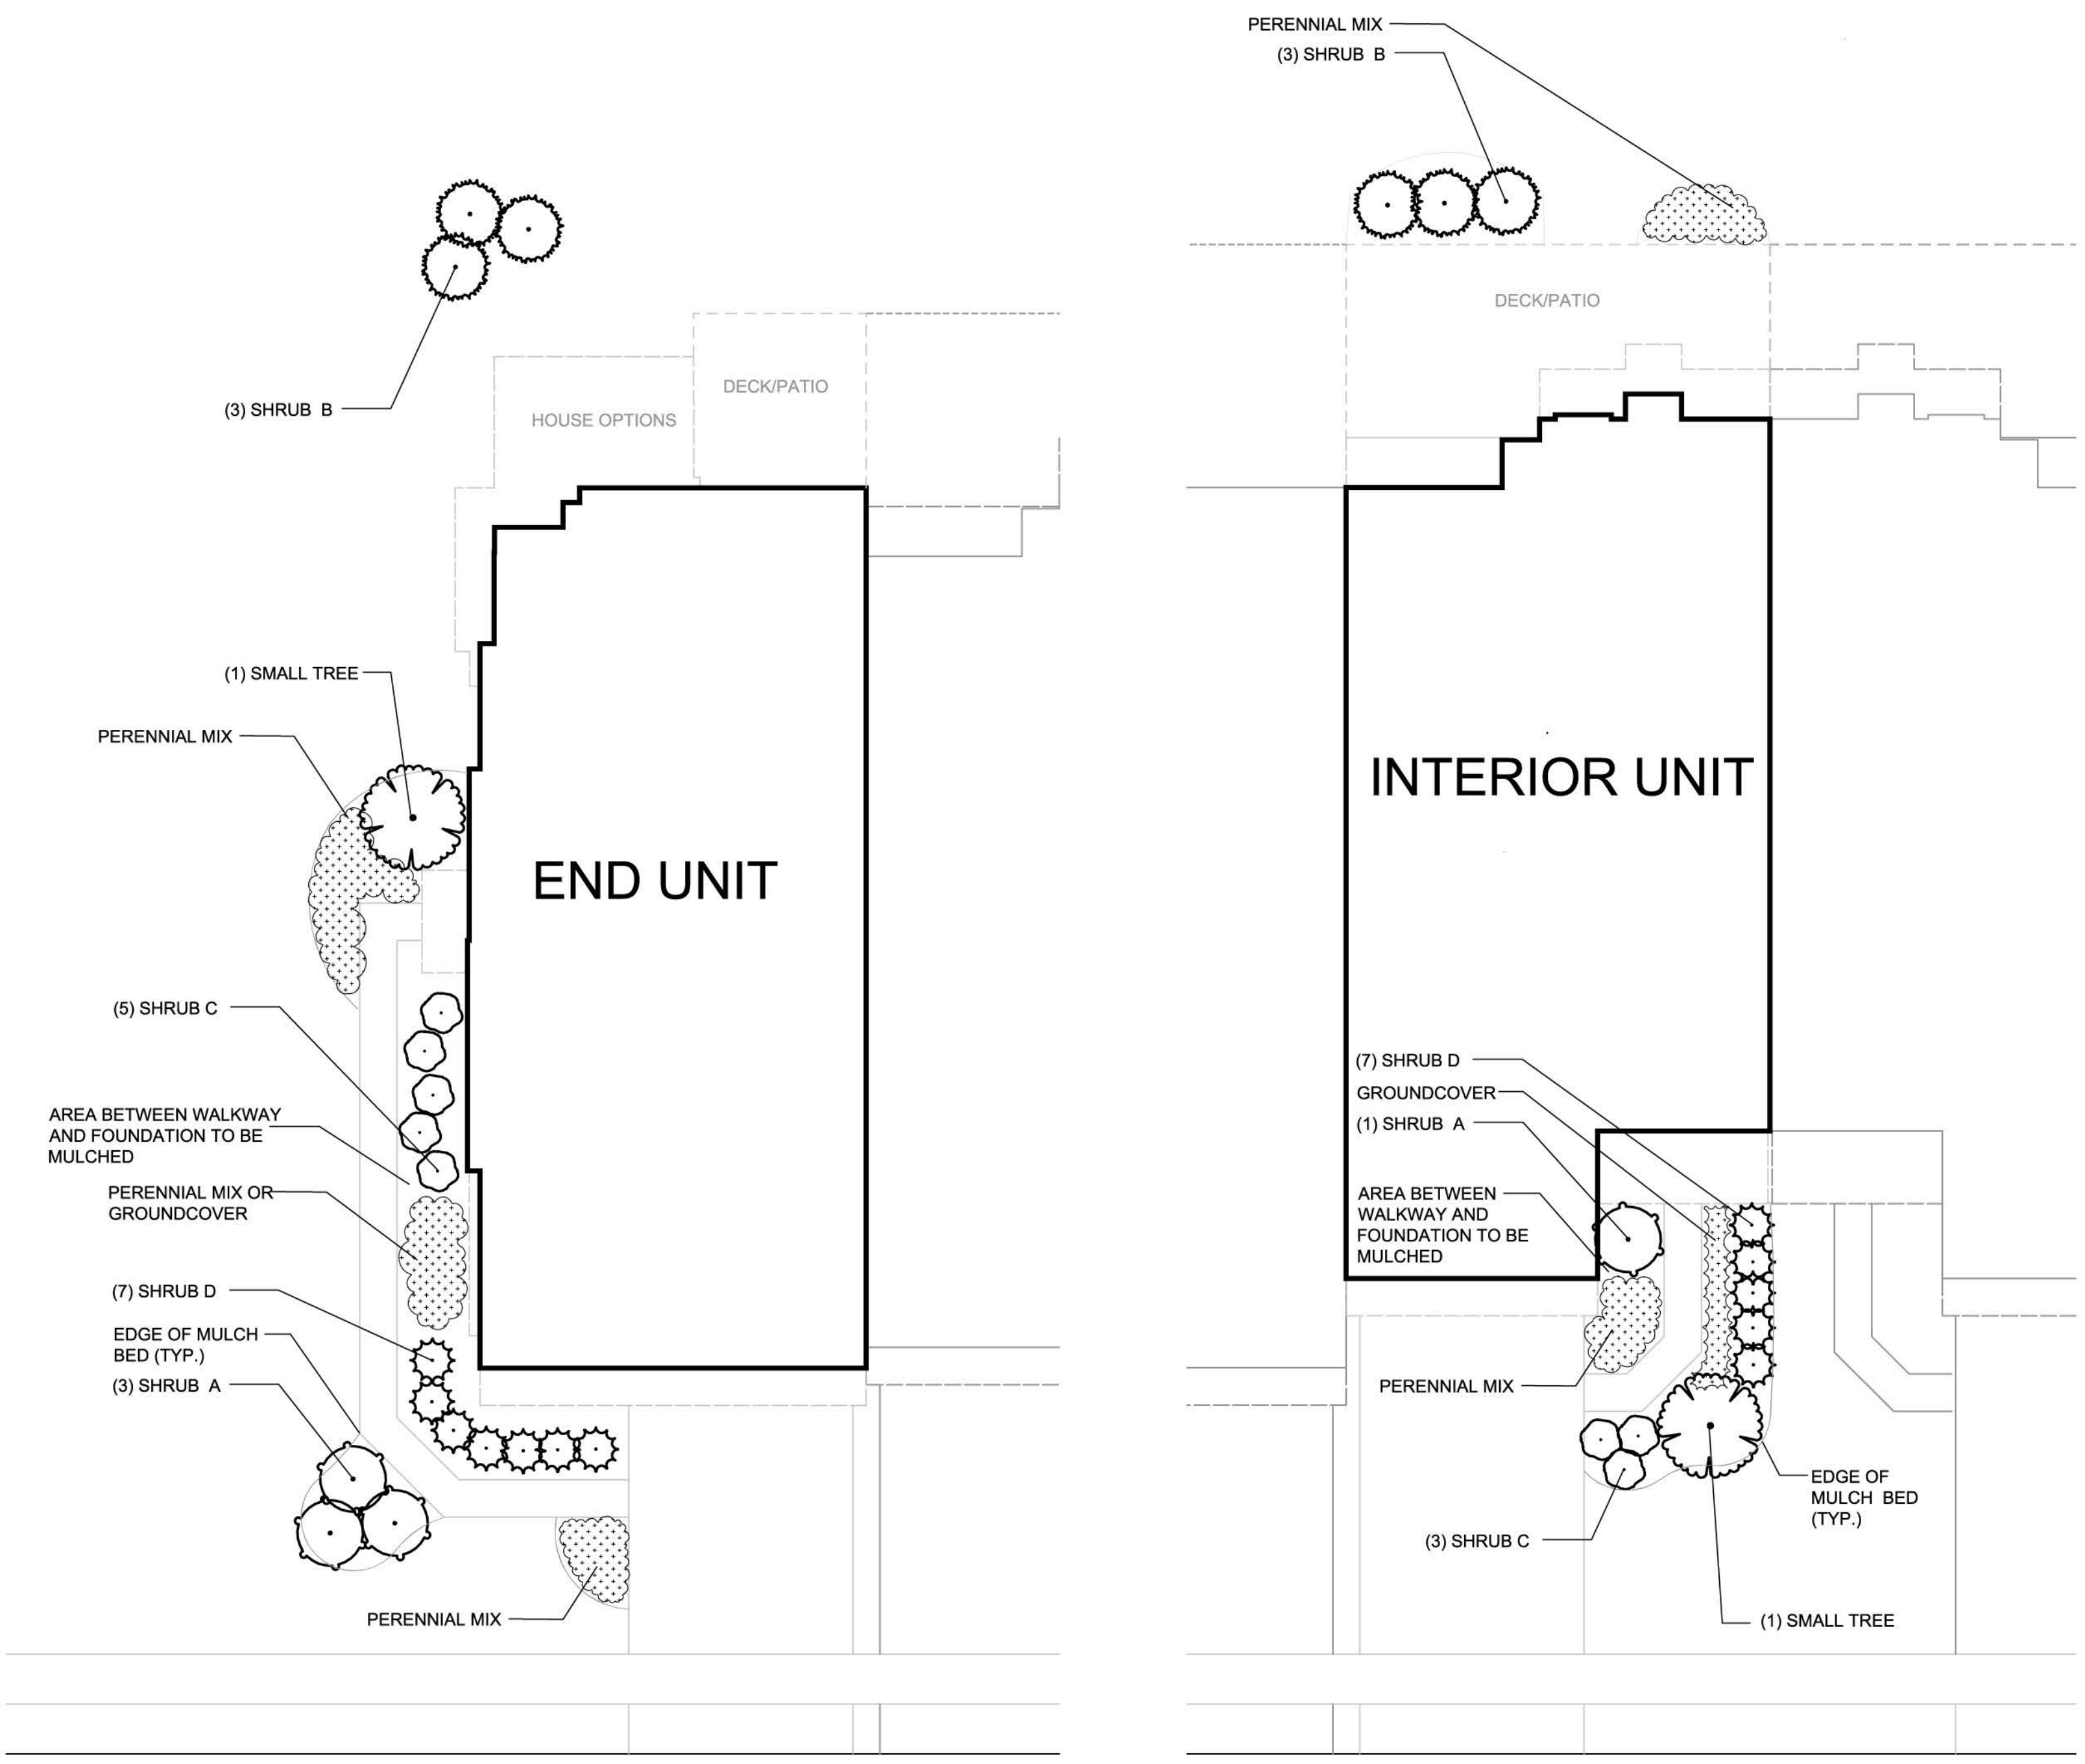 (3) SHRUB B
DECK/PATIO
HOUSE OPTIONS
(1) SMALL TREE
PERENNIAL MIX
END UNIT
(5) SHRUB C
AREA BETWEEN WALKWAY
AND FOUNDATION TO BE
MULCHED
PERENNIAL MIX OR
GROUNDCOVER
(7) SHRUB D
EDGE OF MULCH
BED (TYP.)
(3) SHRUB A
PERENNIAL MIX
PERENNIAL MIX
(3) SHRUB B
DECK/PATIO
INTERIOR UNIT
(7) SHRUB D
GROUNDCOVER
(1) SHRUB A
AREA BETWEEN
WALKWAY AND
FOUNDATION TO BE
MULCHED
PERENNIAL MIX
EDGE OF
MULCH BED
(TYP.)
(3) SHRUB C
(1) SMALL TREE